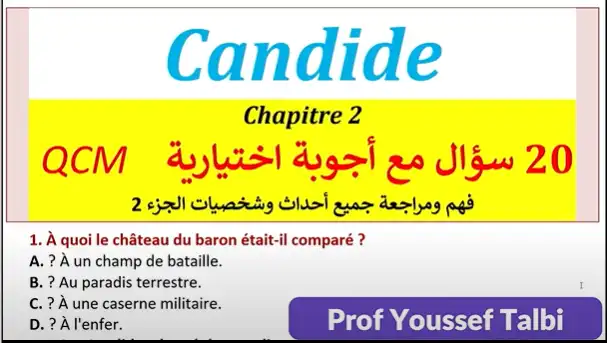 Candide
Chapitre 2
QCM 20 سؤال مع أجوبة اختيارية
فهم ومراجعة جميع أحداث وشخصيات الجزء 2
1. À quoi le château du baron était-il comparé ?
A. ? À un champ de bataille.
B. ? Au paradis terrestre.
C. ? À une caserne militaire.
D. ? À l'enfer.
Prof Youssef Talbi